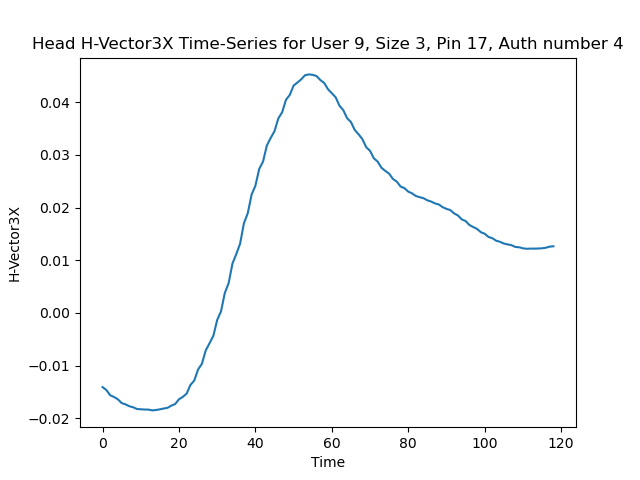 Head H-Vector3X Time-Series for User 9, Size 3, Pin 17, Auth number 4
0.04
0.03
0.02
0.01
0.00
−0.01
−0.02
H-Vector3X
0 20 40 60 80 100 120
Time